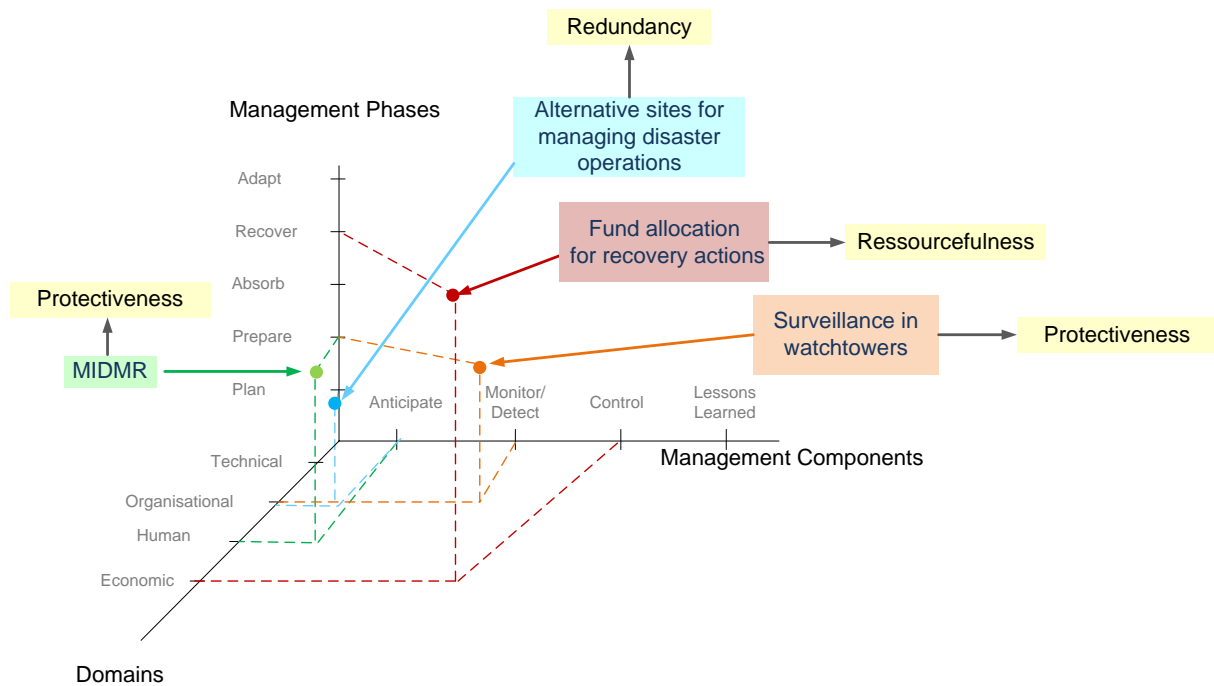 Redundancy
Management Phases
Alternative sites for
managing disaster
operations
Adapt
Recover
Fund allocation
for recovery actions
Ressourcefulness
Absorb
Protectiveness
Prepare
Surveillance in
watchtowers
Protectiveness
MIDMR
Plan
Anticipate
Monitor/
Detect
Control
Lessons
Learned
Management Components
Technical
Organisational
Human
Economic
Domains